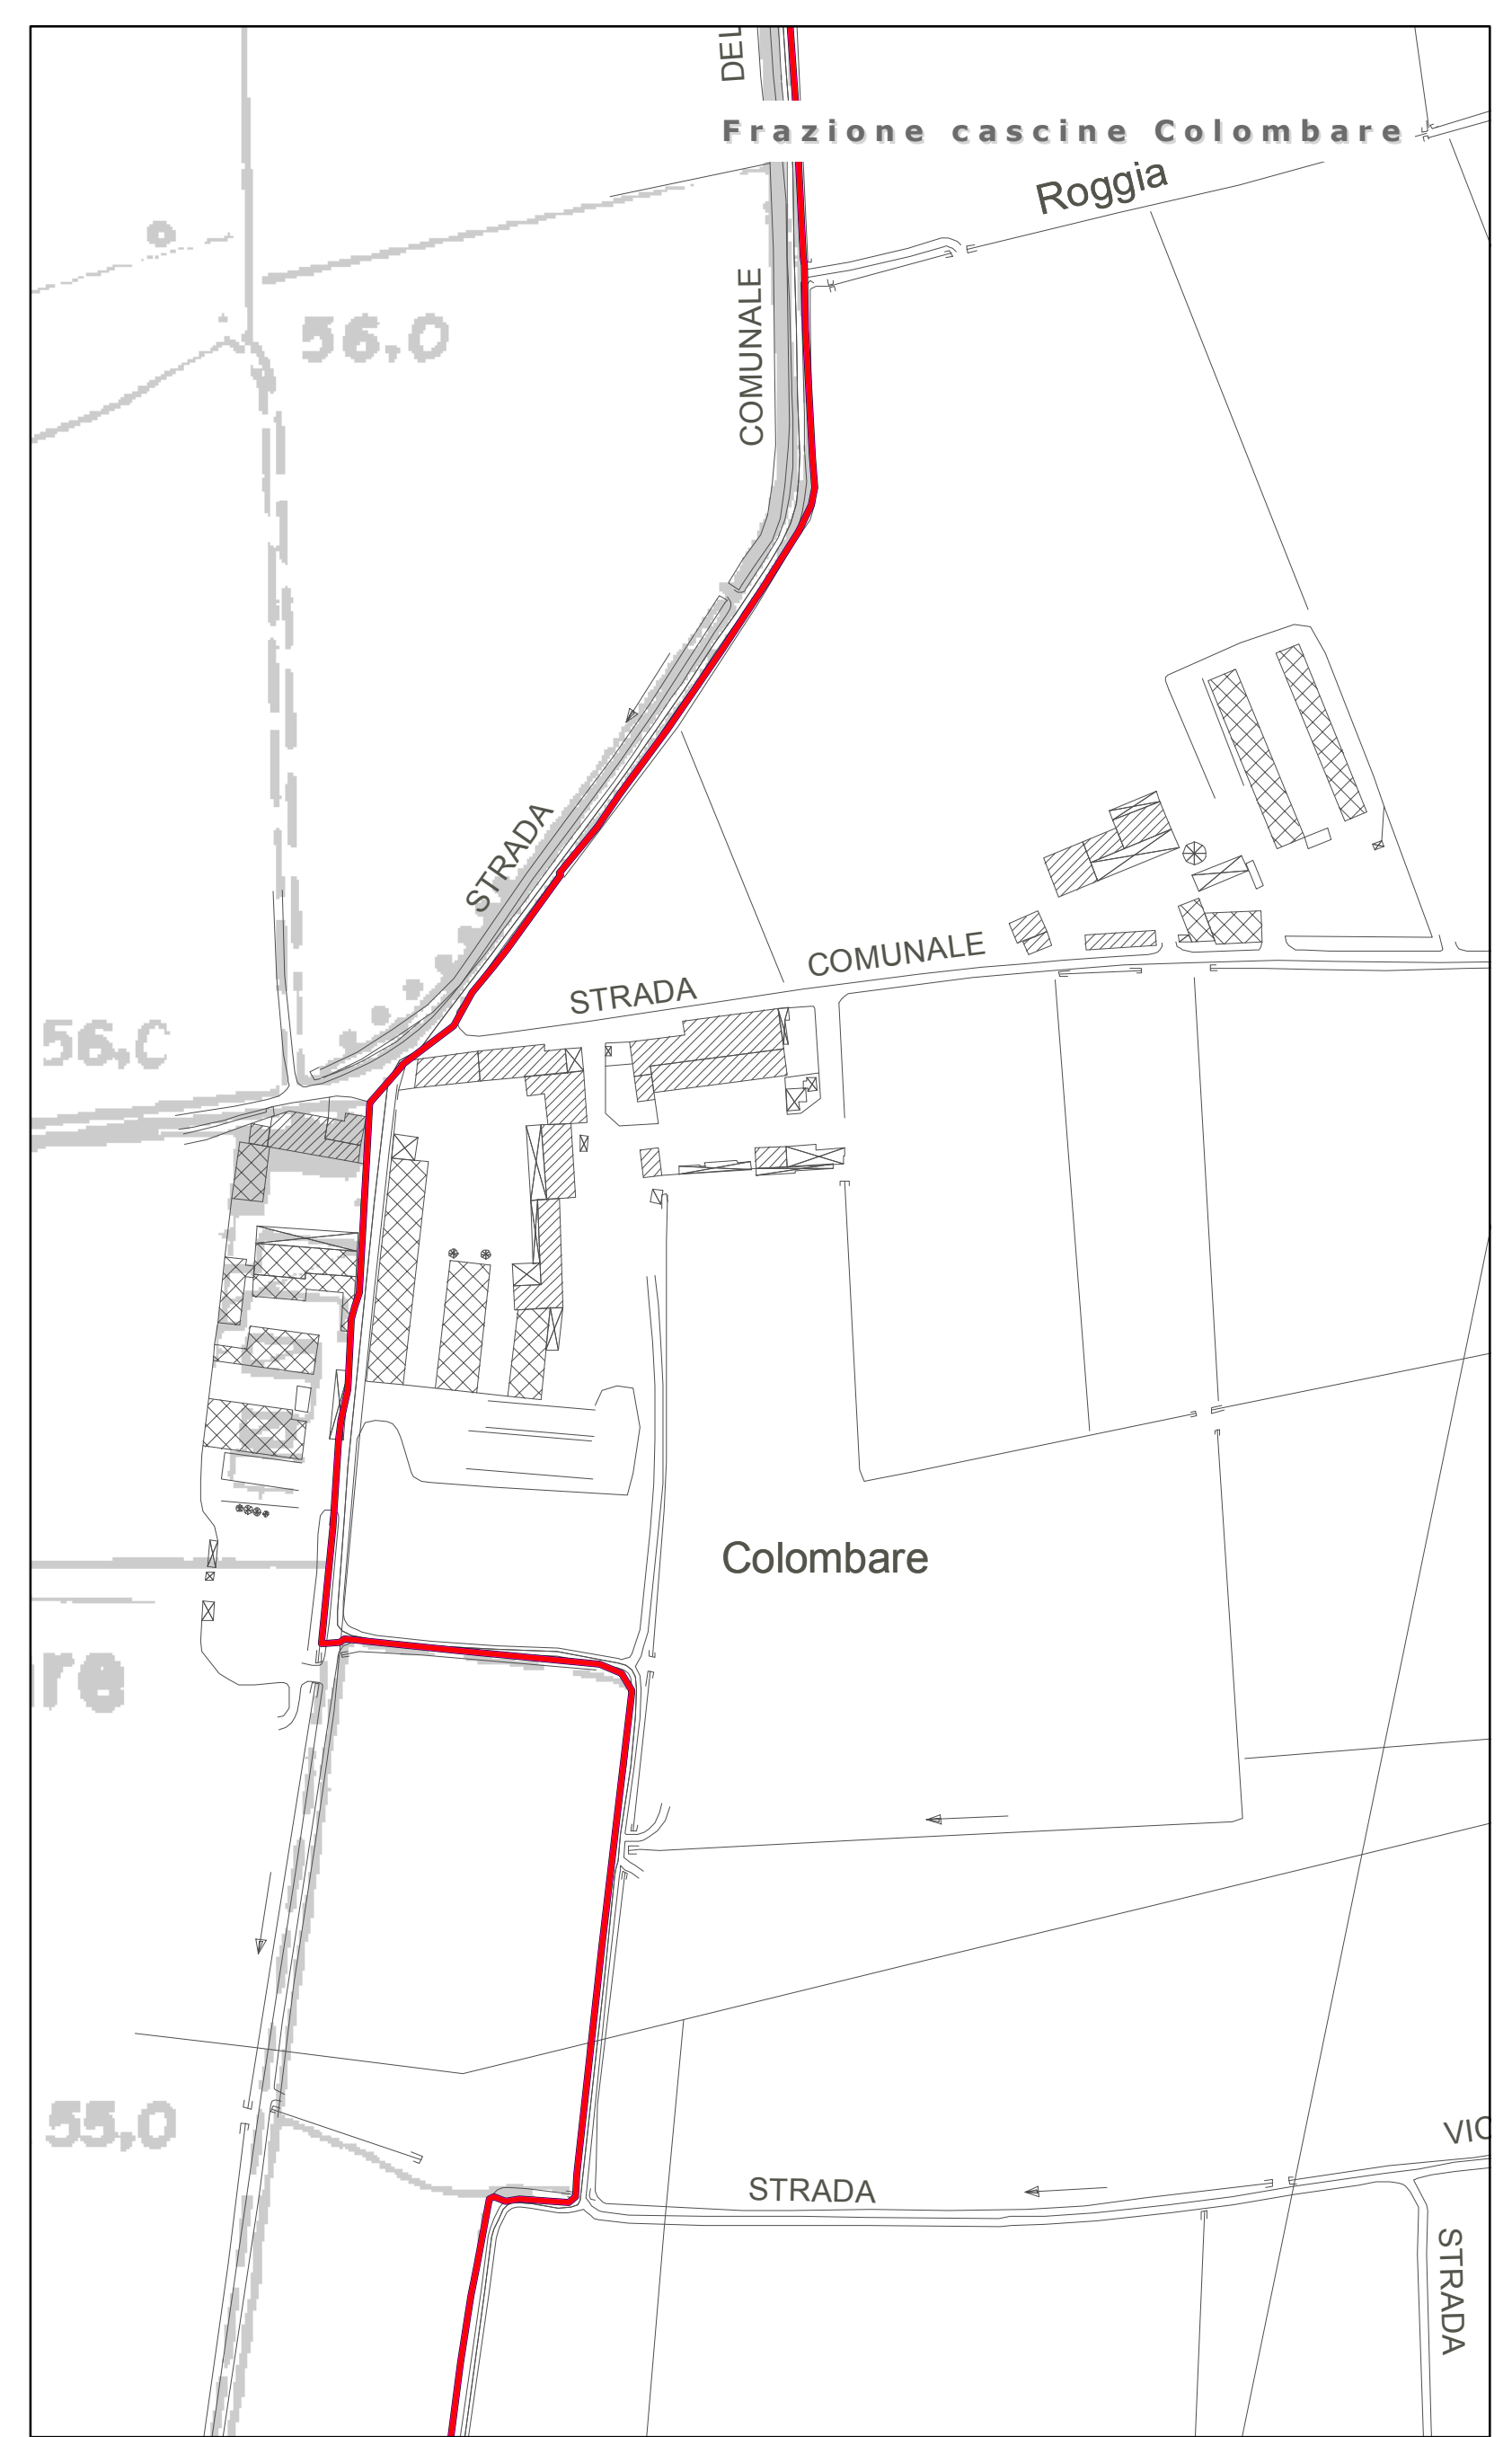 DEL
Frazione cascine Colombare
Roggia
COMUNALE
56,0
STRADA
COMUNALE
STRADA
56,0
Colombare
re
55,0
VIC
STRADA
STRADA